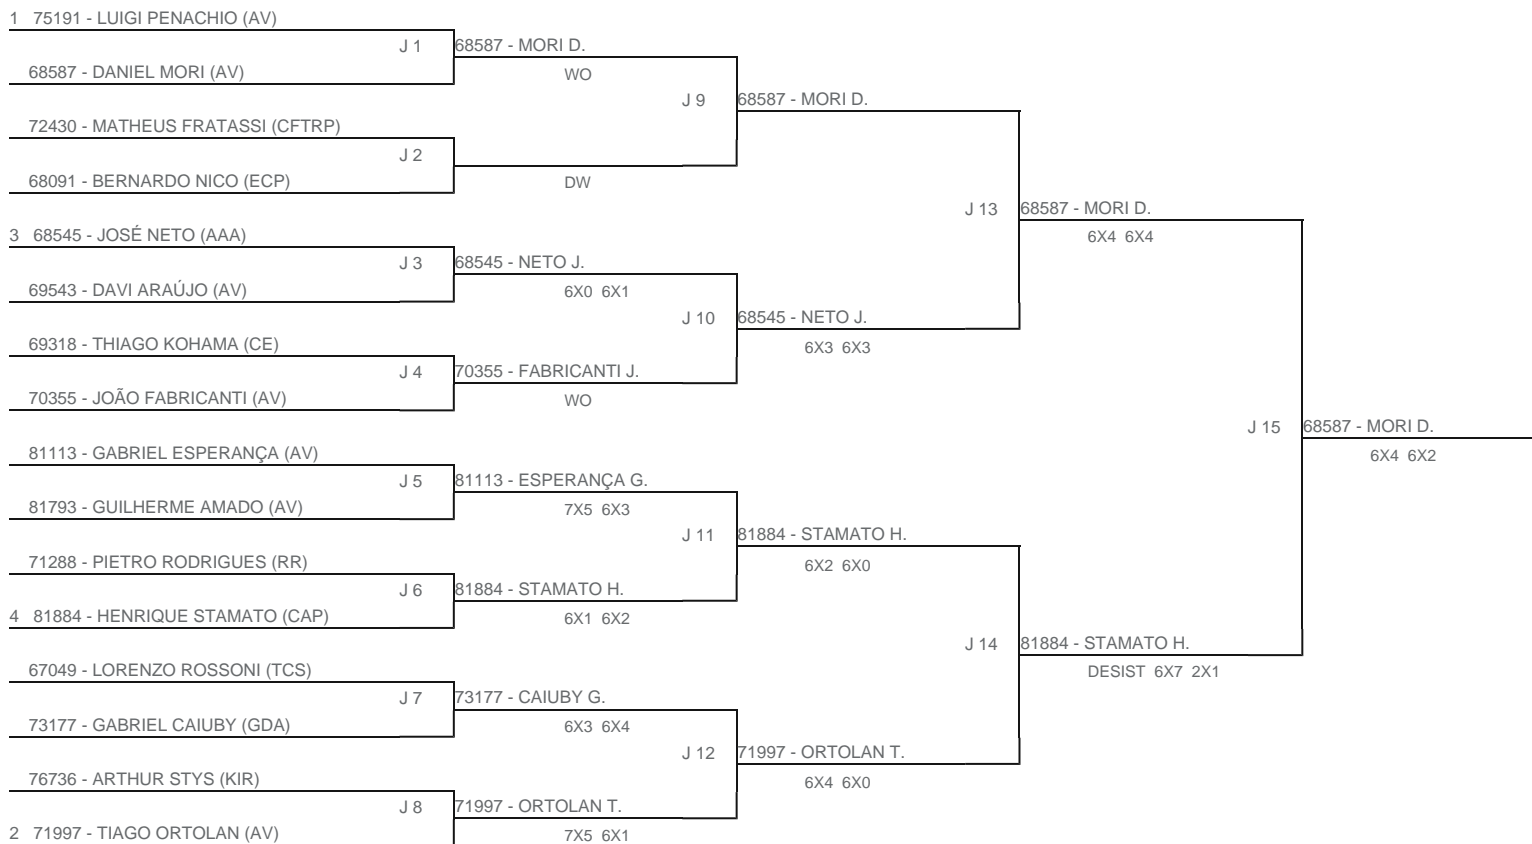 1 75191 - LUIGI PENACHIO (AV)
J 1
68587 - MORI D.
68587 - DANIEL MORI (AV)
WO
J 9
68587 - MORI D.
72430 - MATHEUS FRATASSI (CFTRP)
J 2
68091 - BERNARDO NICO (ECP)
DW
J 13
68587 - MORI D.
6X4 6X4
3 68545 - JOSÉ NETO (AAA)
J 3
68545 - NETO J.
69543 - DAVI ARAÚJO (AV)
6X0 6X1
J 10
68545 - NETO J.
6X3 6X3
69318 - THIAGO KOHAMA (CE)
J 4
70355 - FABRICANTI J.
70355 - JOÃO FABRICANTI (AV)
WO
J 15
68587 - MORI D.
6X4 6X2
81113 - GABRIEL ESPERANÇA (AV)
J 5
81113 - ESPERANÇA G.
81793 - GUILHERME AMADO (AV)
7X5 6X3
J 11
81884 - STAMATO H.
6X2 6X0
71288 - PIETRO RODRIGUES (RR)
J 6
81884 - STAMATO H.
4 81884 - HENRIQUE STAMATO (CAP)
6X1 6X2
J 14
81884 - STAMATO H.
DESIST 6X7 2X1
67049 - LORENZO ROSSONI (TCS)
J 7
73177 - CAIUBY G.
73177 - GABRIEL CAIUBY (GDA)
6X3 6X4
J 12
71997 - ORTOLAN T.
6X4 6X0
76736 - ARTHUR STYS (KIR)
J 8
71997 - ORTOLAN T.
2 71997 - TIAGO ORTOLAN (AV)
7X5 6X1